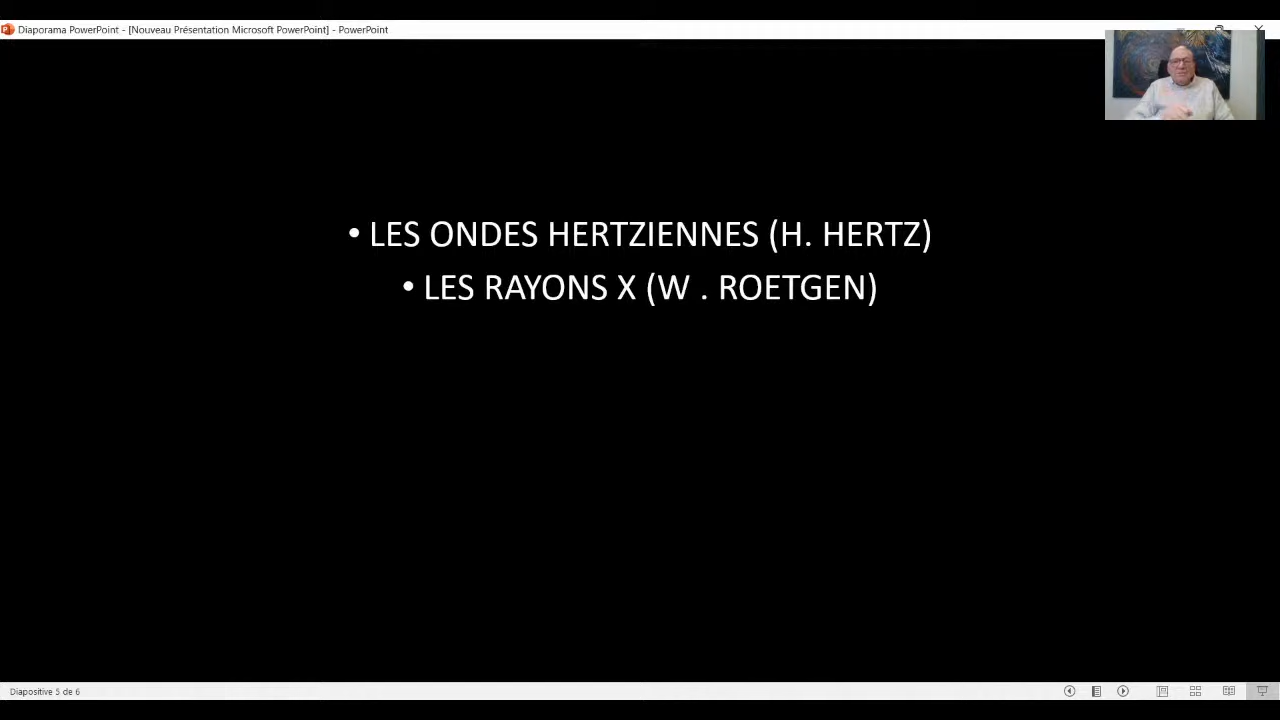 Diaporama PowerPoint - [Nouveau Présentation Microsoft PowerPoint] - PowerPoint
• LES ONDES HERTZIENNES (H. HERTZ)
• LES RAYONS X (W . ROETGEN)
Diapositive 5 de 6